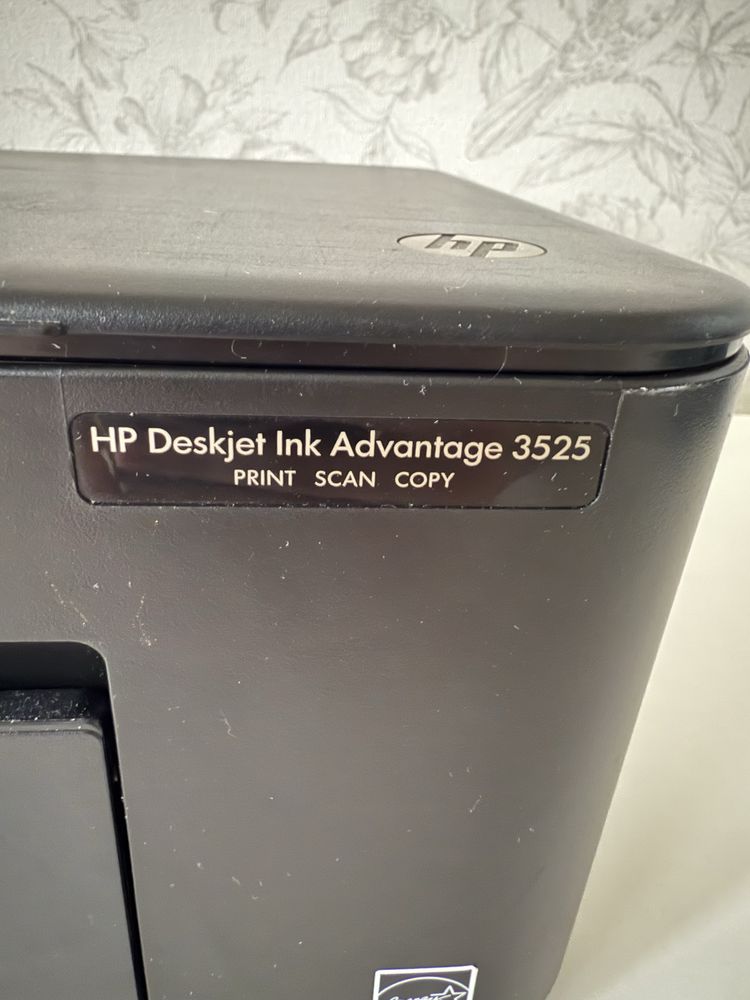 hp
HP Deskjet Ink Advantage 3525
PRINT SCAN COPY